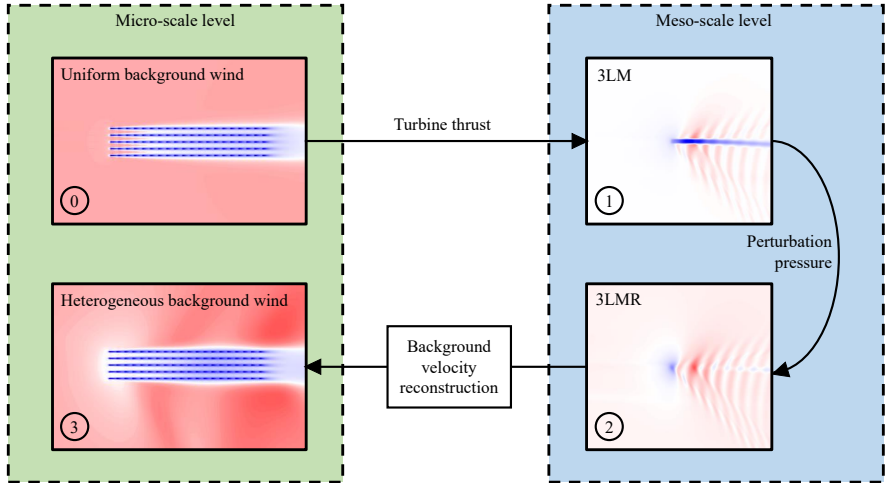 Micro-scale level
Meso-scale level
Uniform background wind
0
Turbine thrust
3LM
1
Perturbation
pressure
3LMR
2
Background
velocity
reconstruction
Heterogeneous background wind
3